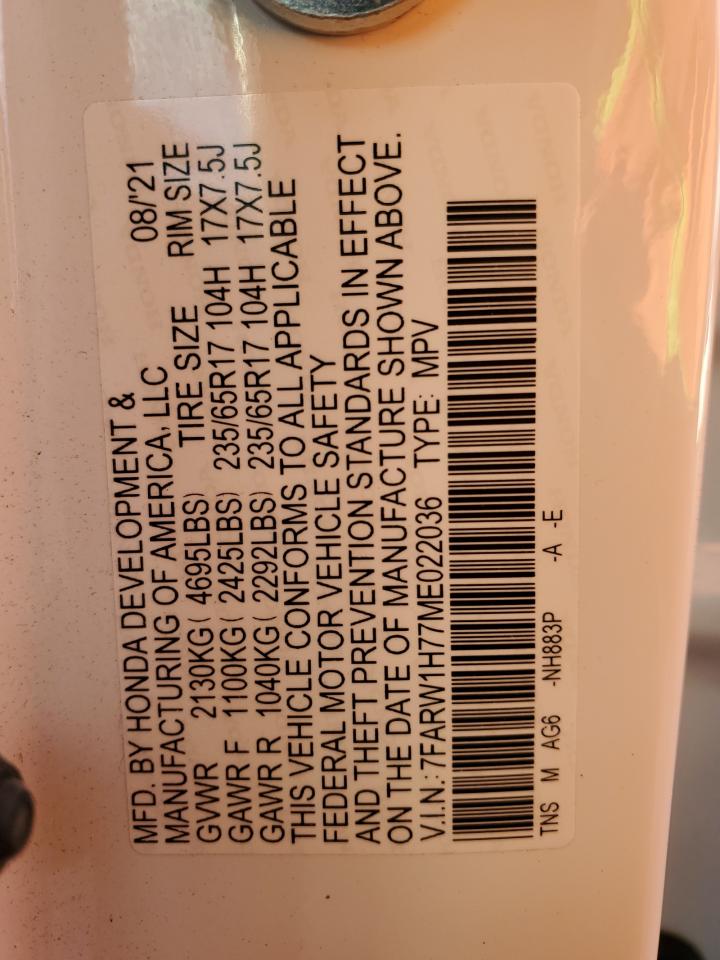 MFD. BY HONDA DEVELOPMENT &
MANUFACTURING OF AMERICA, LLC 08/'21
GVWR 2130KG( 4695LBS) TIRE SIZE RIM SIZE
GAWR F 1100KG( 2425LBS) 235/65R17 104H 17X7.5J
GAWR R 1040KG( 2292LBS) 235/65R17 104H 17X7.5J
THIS VEHICLE CONFORMS TO ALL APPLICABLE
FEDERAL MOTOR VEHICLE SAFETY
AND THEFT PREVENTION STANDARDS IN EFFECT
ON THE DATE OF MANUFACTURE SHOWN ABOVE.
V.I.N.:7FARW1H77ME022036 TYPE: MPV
TNS M AG6 -NH883P -A -E